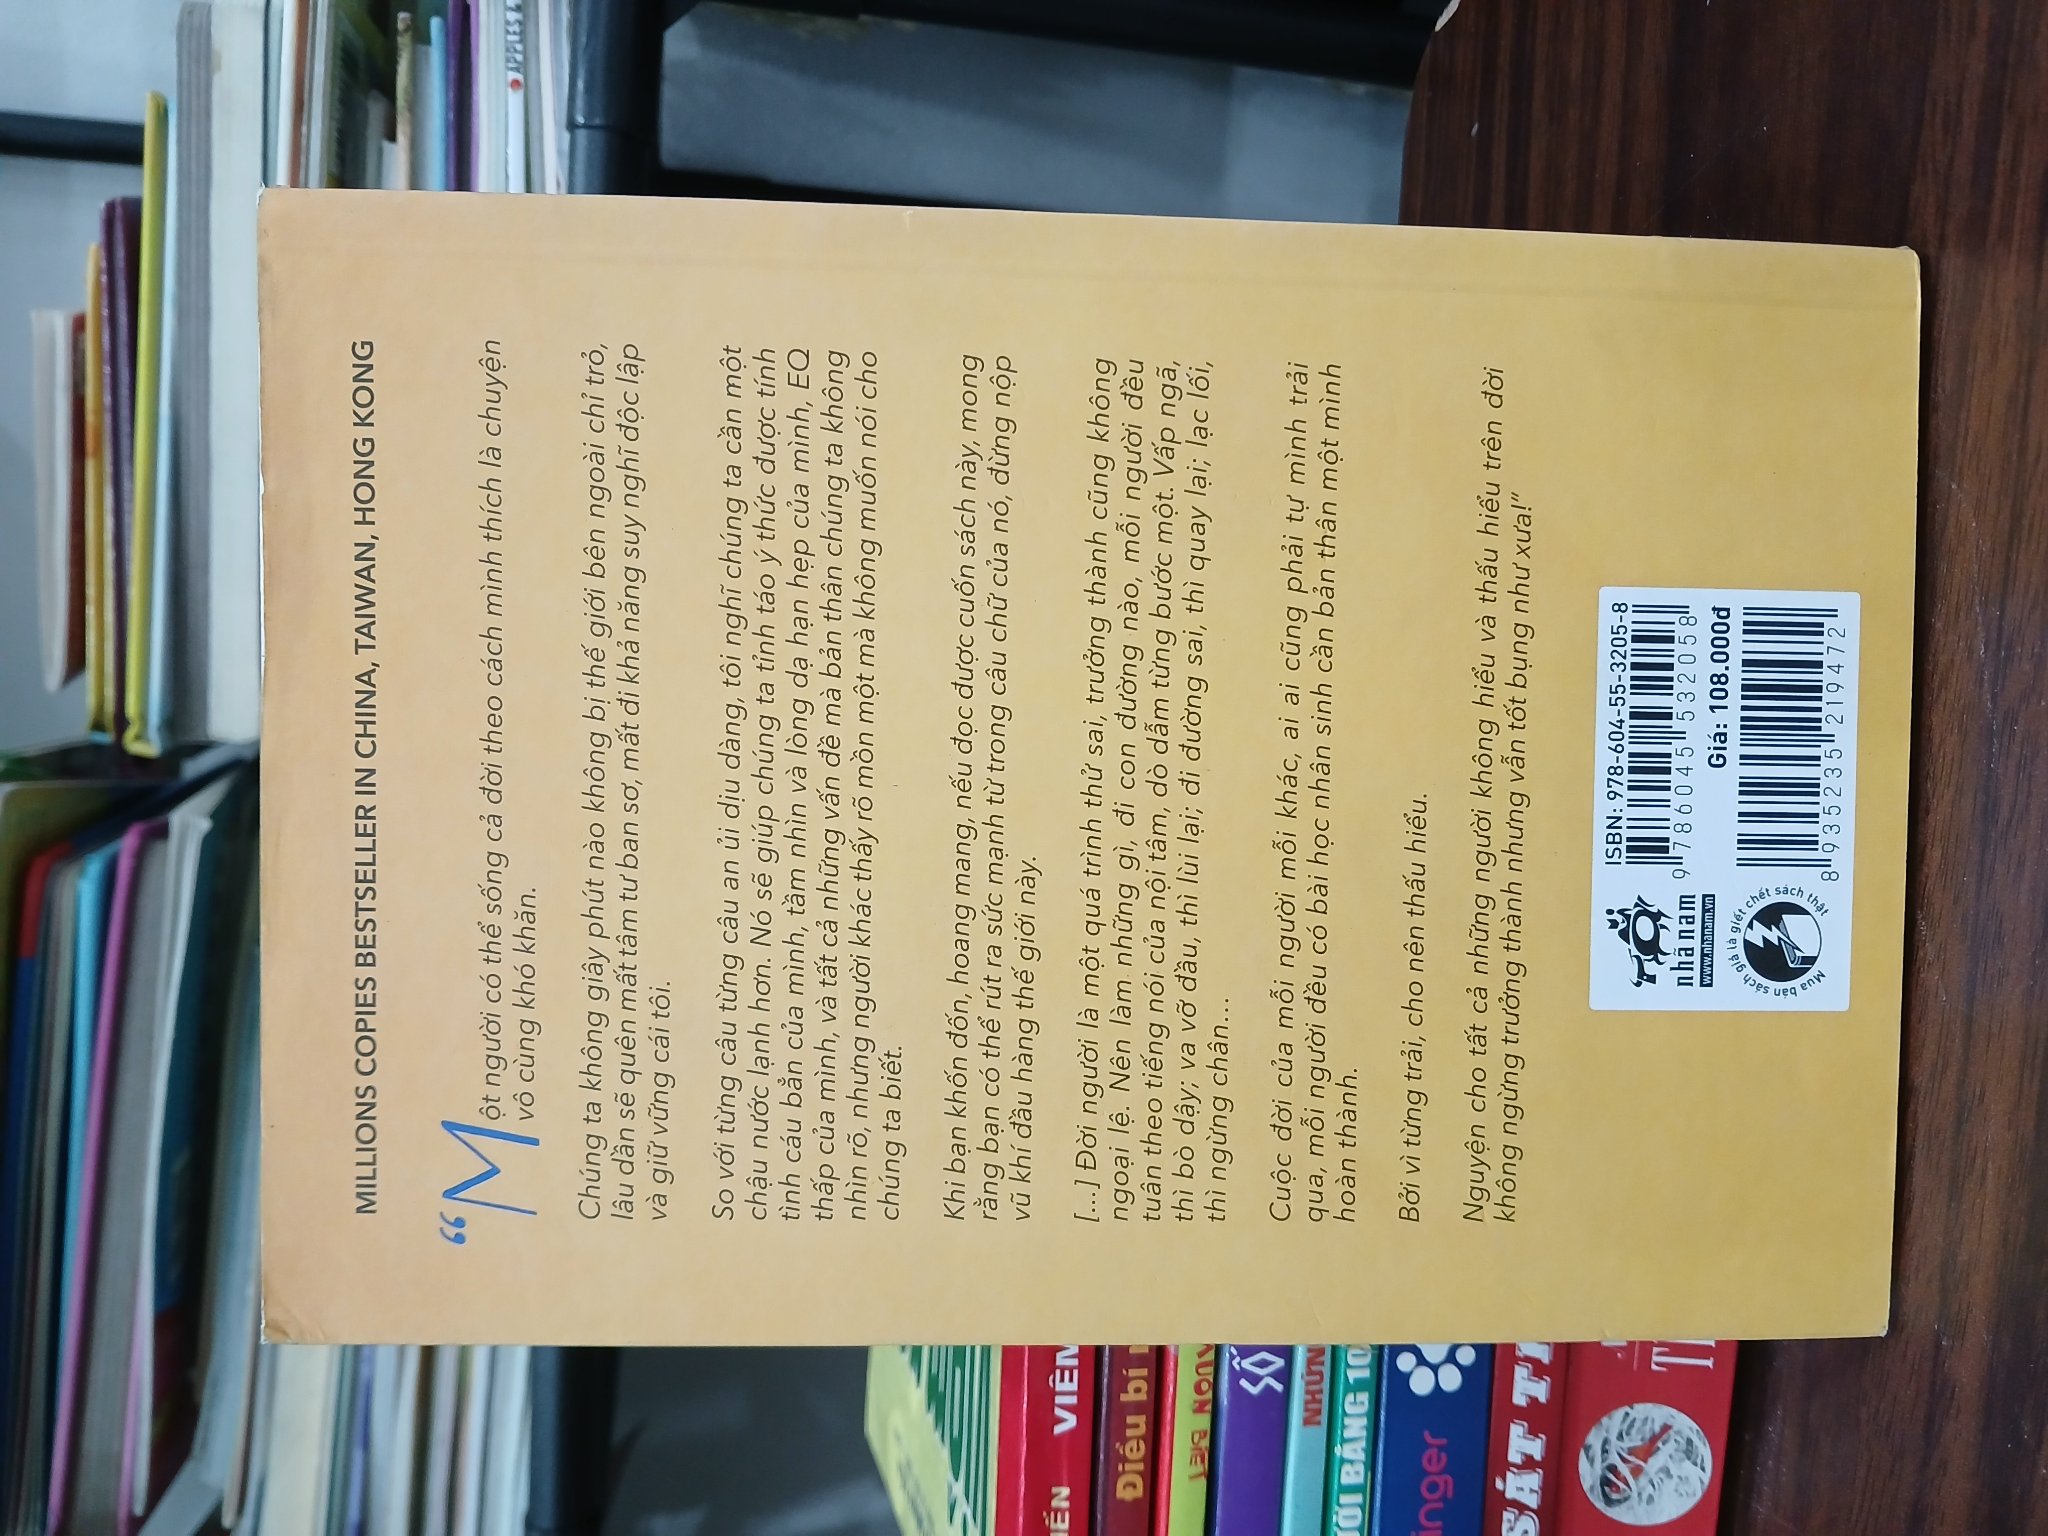 MILLIONS COPIES BESTSELLER IN CHINA, TAIWAN, HONG KONG
“Một người có thể sống cả đời theo cách mình thích là chuyện
vô cùng khó khăn.
Chúng ta không giây phút nào không bị thế giới bên ngoài chỉ trỏ,
lâu dần sẽ quên mất tâm tư ban sơ, mất đi khả năng suy nghĩ độc lập
và giữ vững cái tôi.
So với từng câu từng câu an ủi dịu dàng, tôi nghĩ chúng ta cần một
chậu nước lạnh hơn. Nó sẽ giúp chúng ta tỉnh táo ý thức được tính
tình cáu bẳn của mình, tầm nhìn và lòng dạ hạn hẹp của mình, EQ
thấp của mình, và tất cả những vấn đề mà bản thân chúng ta không
nhìn rõ, nhưng người khác thấy rõ mồn một mà không muốn nói cho
chúng ta biết.
Khi bạn khốn đốn, hoang mang, nếu đọc được cuốn sách này, mong
rằng bạn có thể rút ra sức mạnh từ trong câu chữ của nó, đừng nộp
vũ khí đầu hàng thế giới này.
[...] Đời người là một quá trình thử sai, trưởng thành cũng không
ngoại lệ. Nên làm những gì, đi con đường nào, mỗi người đều
tuân theo tiếng nói của nội tâm, dò dẫm từng bước một. Vấp ngã,
thì bò dậy; va vỡ đầu, thì lùi lại; đi đường sai, thì quay lại; lạc lối,
thì ngừng chân...
Cuộc đời của mỗi người mỗi khác, ai ai cũng phải tự mình trải
qua, mỗi người đều có bài học nhân sinh cần bản thân một mình
hoàn thành.
Bởi vì từng trải, cho nên thấu hiểu.
Nguyện cho tất cả những người không hiểu và thấu hiểu trên đời
không ngừng trưởng thành nhưng vẫn tốt bụng như xưa!”
nhã nam
www.nhanam.vn
Mua bán sách giả là giết chết sách thật
ISBN: 978-604-55-3205-8
9 786045 532058
Giá: 108.000đ
8 935235 219472
APPLES
VIÊN
IẾN
Điều bí
BIẾT NGUY
SỐ
NHỮNG
ƯỜI BÁNG 10
inger
SÁT T